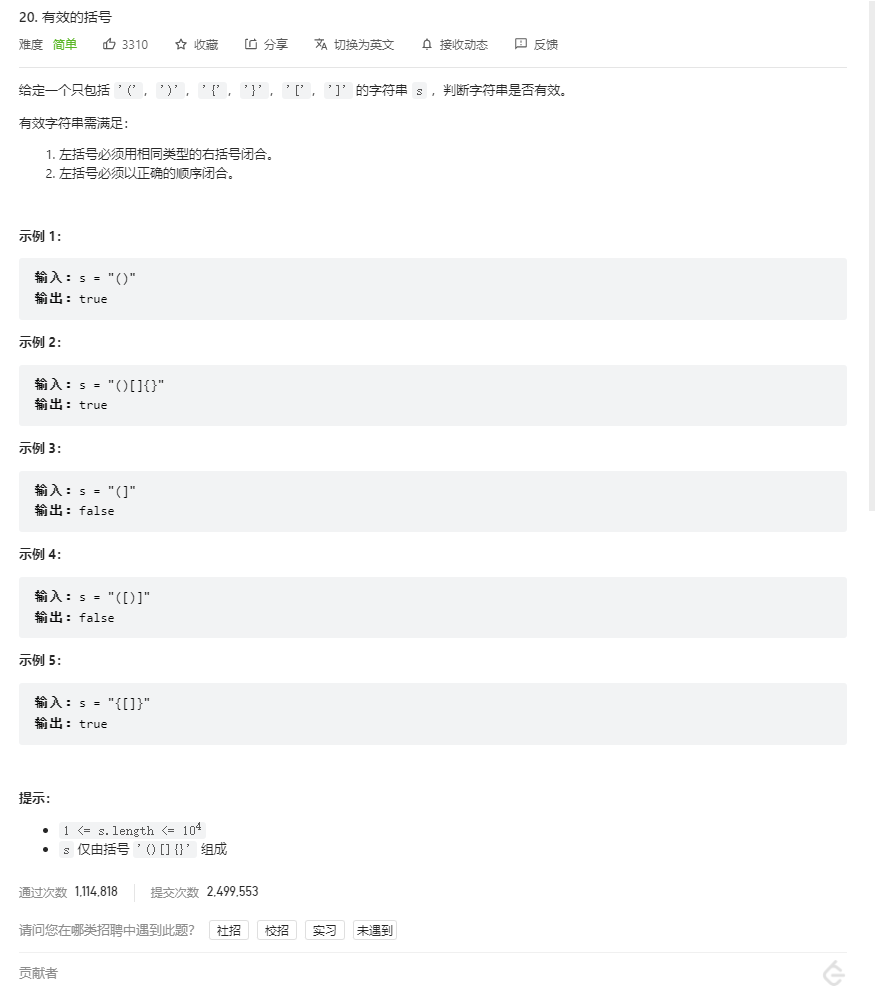 20. 有效的括号
难度 简单 3310 收藏 分享 切换为英文 接收动态 反馈
给定一个只包括 '('，')'，'{'，'}'，'['，']' 的字符串 s ，判断字符串是否有效。
有效字符串需满足：
1. 左括号必须用相同类型的右括号闭合。
2. 左括号必须以正确的顺序闭合。
示例 1：
输入：s = "()"
输出：true
示例 2：
输入：s = "()[]{}"
输出：true
示例 3：
输入：s = "(]"
输出：false
示例 4：
输入：s = "([)]"
输出：false
示例 5：
输入：s = "{[]}"
输出：true
提示：
• 1 <= s.length <= 10⁴
• s 仅由括号 '()[]{}' 组成
通过次数 1,114,818 提交次数 2,499,553
请问您在哪类招聘中遇到此题？ 社招 校招 实习 未遇到
贡献者